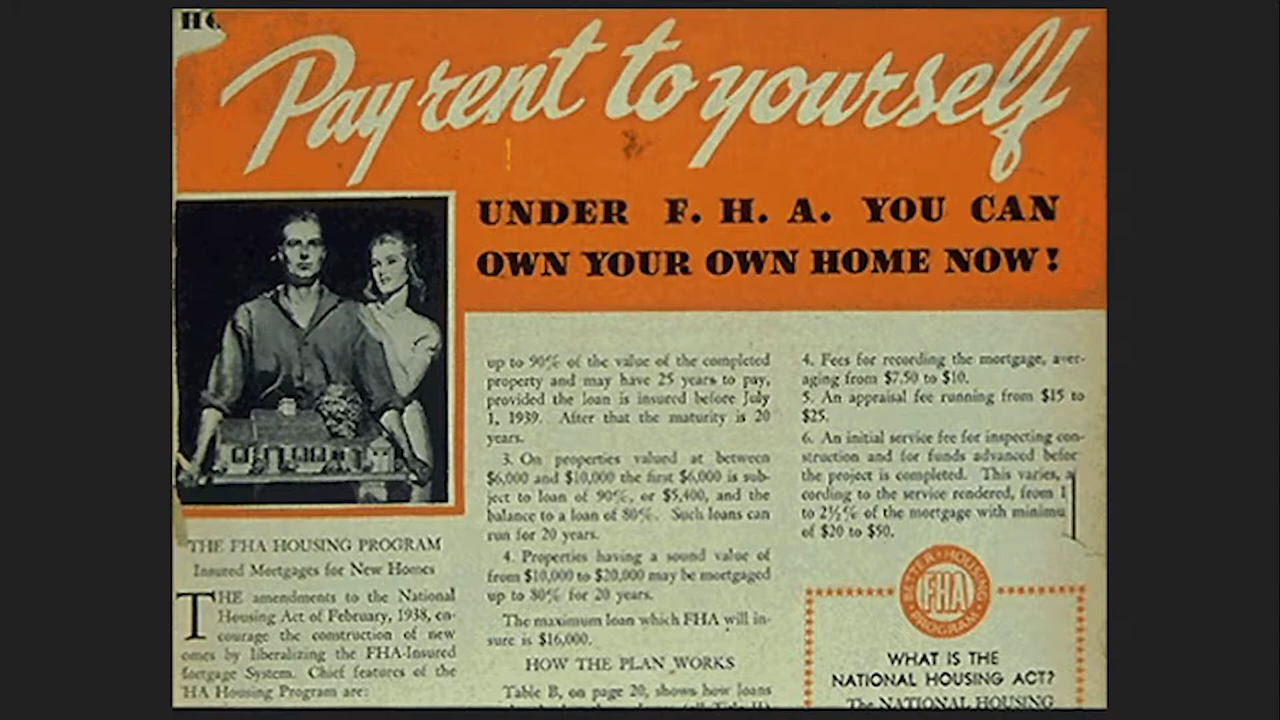 Pay rent to yourself
UNDER F. H. A. YOU CAN
OWN YOUR OWN HOME NOW!
THE FHA HOUSING PROGRAM
Insured Mortgages for New Homes
THE amendments to the National
Housing Act of February, 1938, en-
courage the construction of new
omes by liberalizing the FHA-Insured
ortgage System. Chief features of the
HA Housing Program are:
up to 90% of the value of the completed
property and may have 25 years to pay,
provided the loan is insured before July
1, 1939. After that the maturity is 20
years.
3. On properties valued at between
$6,000 and $10,000 the first $6,000 is sub-
ject to loan of 90%, or $5,400, and the
balance to a loan of 80%. Such loans can
run for 20 years.
4. Properties having a sound value of
from $10,000 to $20,000 may be mortgaged
up to 80% for 20 years.
The maximum loan which FHA will in-
sure is $16,000.
HOW THE PLAN WORKS
Table B, on page 20, shows how loans
4. Fees for recording the mortgage, aver-
aging from $7.50 to $10.
5. An appraisal fee running from $15 to
$25.
6. An initial service fee for inspecting con-
struction and for funds advanced before
the project is completed. This varies, a
cording to the service rendered, from 1
to 2½% of the mortgage with minimu
of $20 to $50.
BETTER HOUSING
FHA
PROGRAM
WHAT IS THE
NATIONAL HOUSING ACT?
The NATIONAL HOUSING